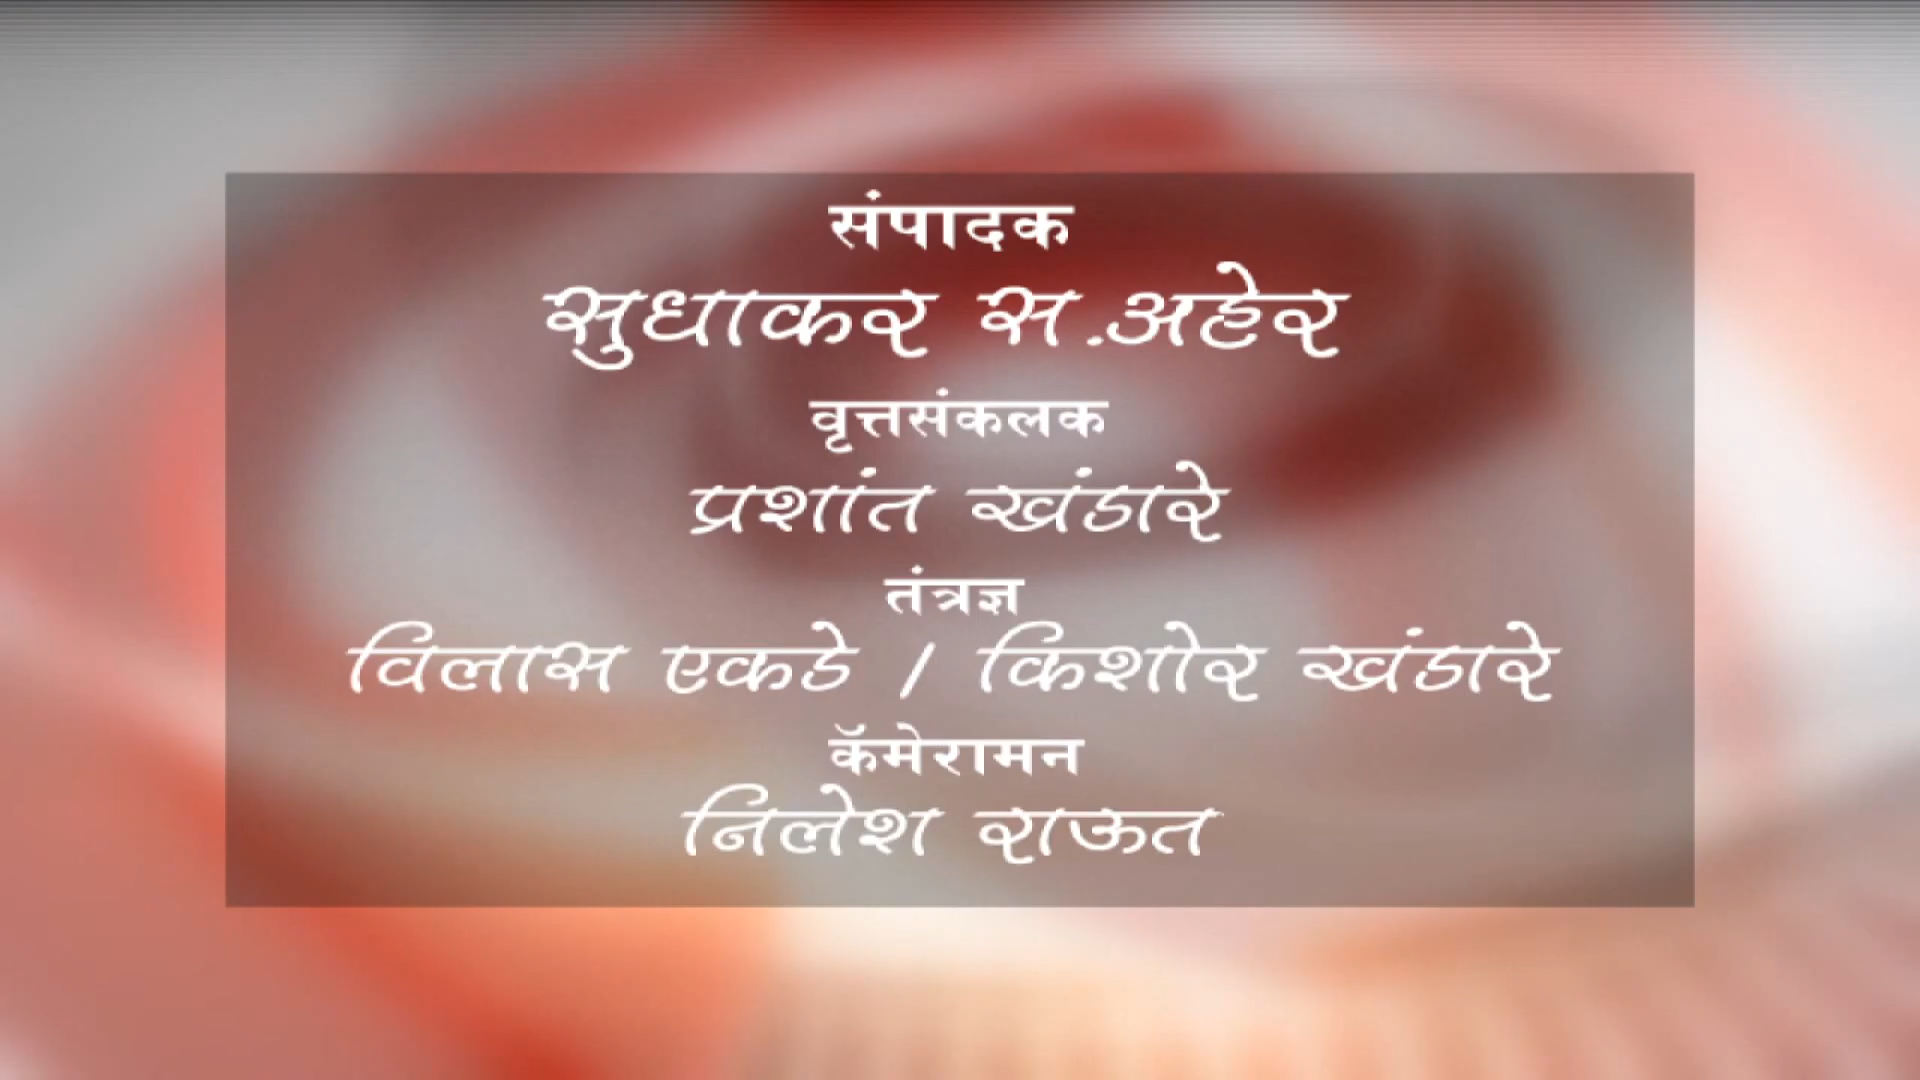 संपादक
सुधाकर स.अहेर
वृत्तसंकलक
प्रशांत खंडारे
तंत्रज्ञ
विलास एकडे / किशोर खंडारे
कॅमेरामन
निलेश राऊत